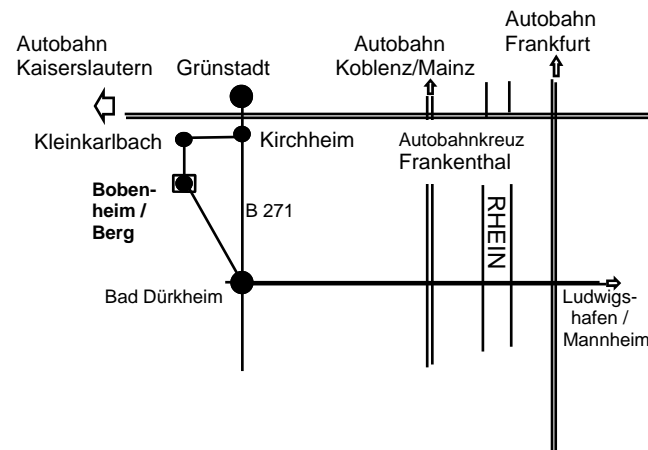 Autobahn
Kaiserslautern
Grünstadt
Autobahn
Koblenz/Mainz
Autobahn
Frankfurt
Kleinkarlbach
Kirchheim
Autobahnkreuz
Frankenthal
Boben-
heim /
Berg
B 271
RHEIN
Bad Dürkheim
Ludwigs-
hafen /
Mannheim